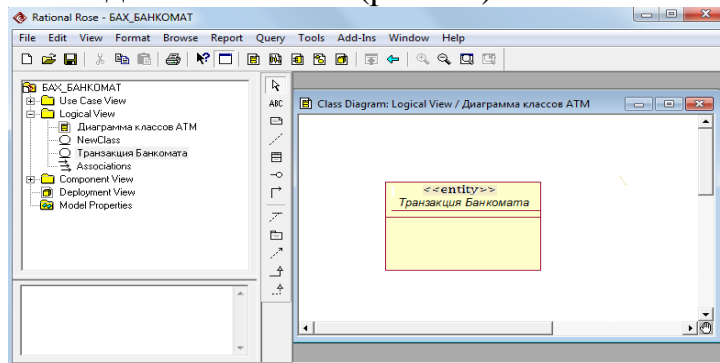 Rational Rose - БАХ_БАНКОМАТ
File Edit View Format Browse Report Query Tools Add-Ins Window Help
БАХ_БАНКОМАТ
Use Case View
Logical View
Диаграмма классов ATM
NewClass
Транзакция Банкомата
Associations
Component View
Deployment View
Model Properties
ABC
Class Diagram: Logical View / Диаграмма классов ATM
<<entity>>
Транзакция Банкомата